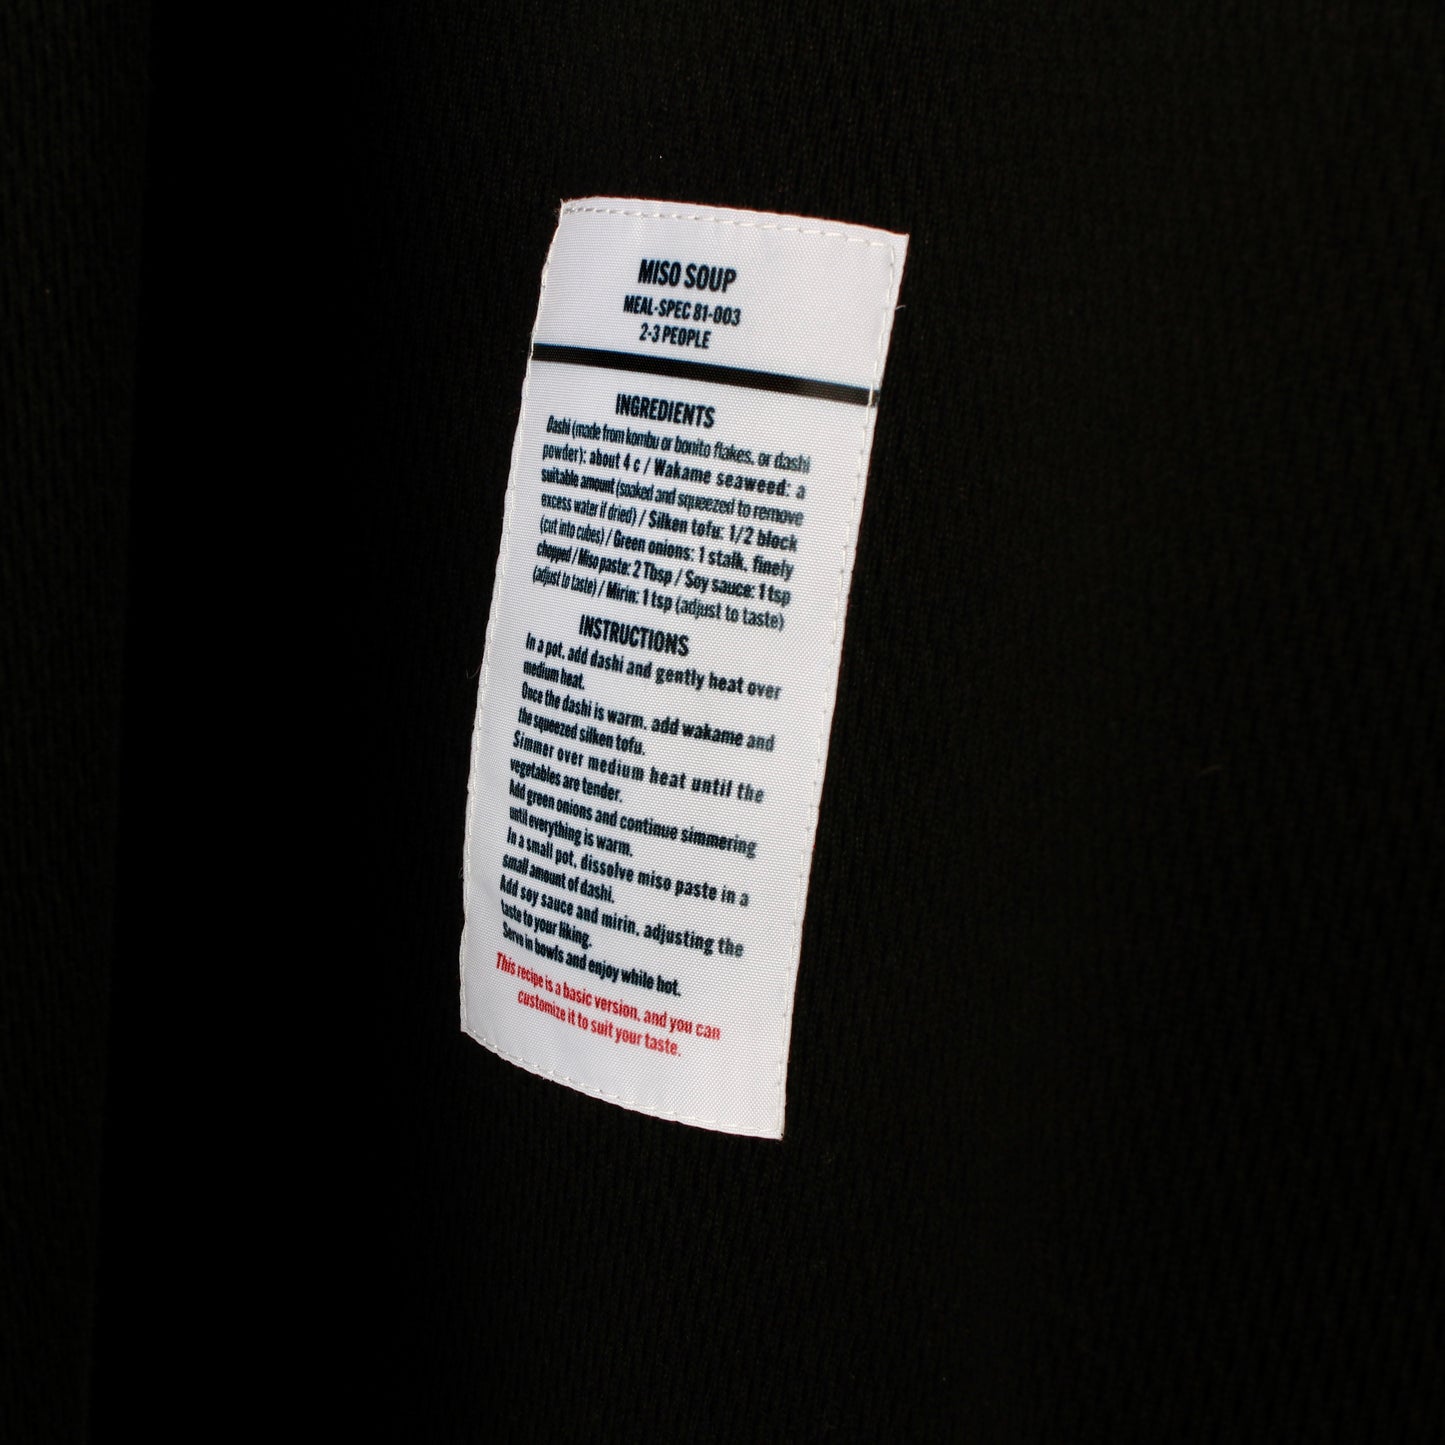 MISO SOUP
MEAL-SPEC 81-003
2-3 PEOPLE
INGREDIENTS
Dashi (made from kombu or bonito flakes, or dashi
powder): about 4 c / Wakame seaweed: a
suitable amount (soaked and squeezed to remove
excess water if dried) / Silken tofu: 1/2 block
(cut into cubes) / Green onions: 1 stalk, finely
chopped / Miso paste: 2 Tbsp / Soy sauce: 1 tsp
(adjust to taste) / Mirin: 1 tsp (adjust to taste)
INSTRUCTIONS
In a pot, add dashi and gently heat over
medium heat.
Once the dashi is warm, add wakame and
the squeezed silken tofu.
Simmer over medium heat until the
vegetables are tender.
Add green onions and continue simmering
until everything is warm.
In a small pot, dissolve miso paste in a
small amount of dashi.
Add soy sauce and mirin, adjusting the
taste to your liking.
Serve in bowls and enjoy while hot.
This recipe is a basic version, and you can
customize it to suit your taste.